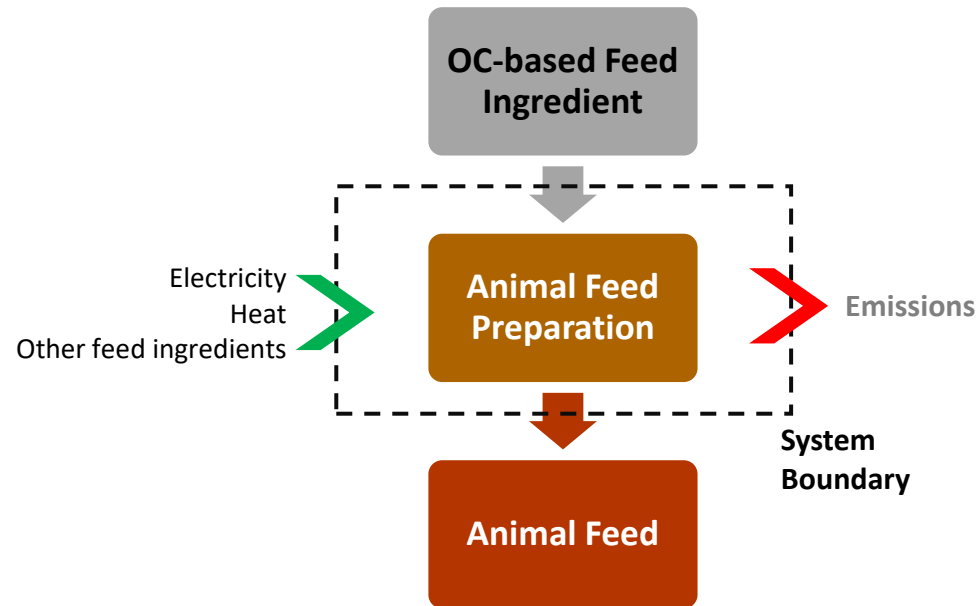 OC-based Feed
Ingredient
Electricity
Heat
Other feed ingredients
Animal Feed
Preparation
Emissions
System
Boundary
Animal Feed